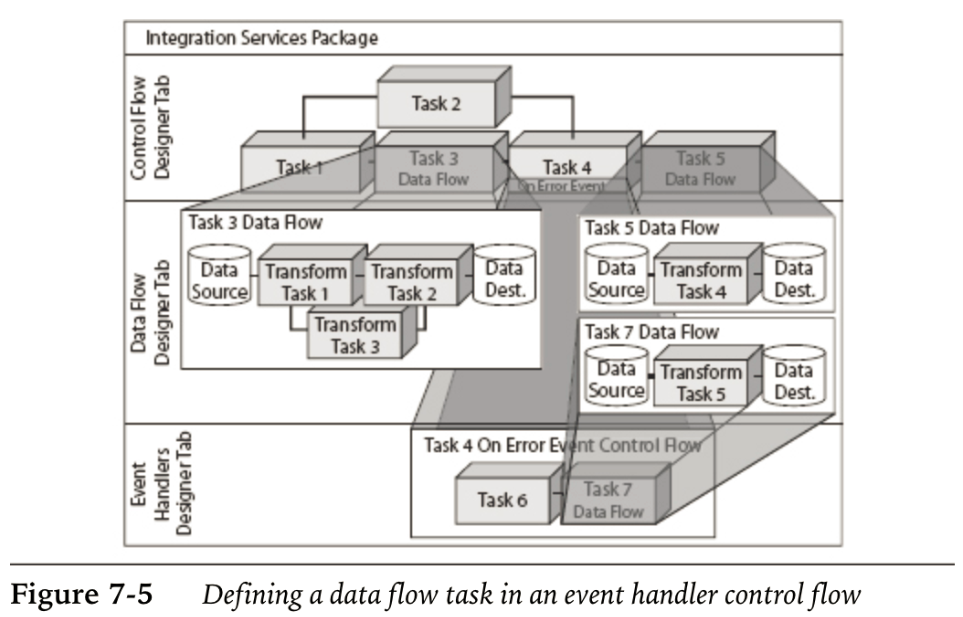 Integration Services Package
Control Flow
Designer Tab
Task 2
Task 1
Task 3
Data Flow
Task 4
On Error Event
Task 5
Data Flow
Data Flow
Designer Tab
Task 3 Data Flow
Data
Source
Transform
Task 1
Transform
Task 2
Data
Dest.
Transform
Task 3
Task 5 Data Flow
Data
Source
Transform
Task 4
Data
Dest.
Task 7 Data Flow
Data
Source
Transform
Task 5
Data
Dest.
Event
Handlers
Designer Tab
Task 4 On Error Event Control Flow
Task 6
Task 7
Data Flow
Figure 7-5 Defining a data flow task in an event handler control flow